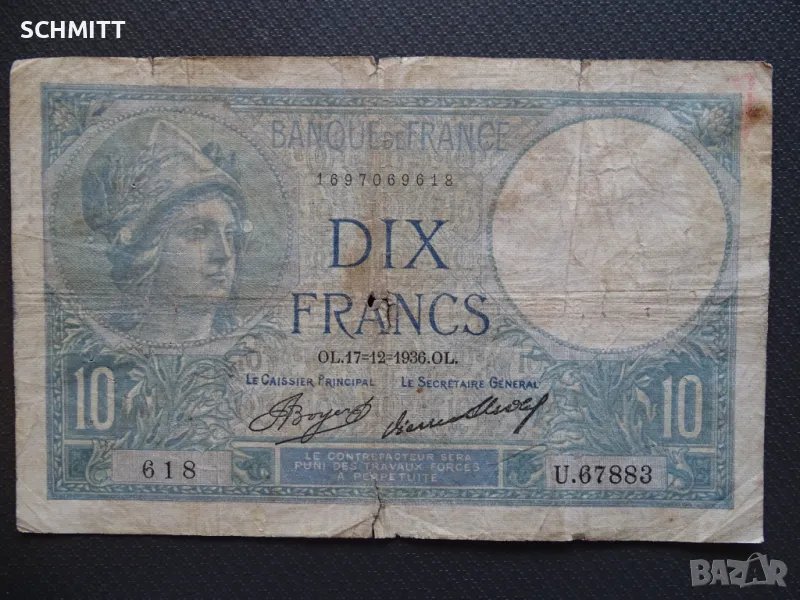 SCHMITT
BANQUE DE FRANCE
1697069618
DIX
FRANCS
OL.17=12=1936.OL.
LE CAISSIER PRINCIPAL LE SECRÉTAIRE GÉNÉRAL
10 10
618 U.67883
LE CONTREFACTEUR SERA
PUNI DES TRAVAUX FORCÉS
À PERPÉTUITÉ
BAZAR